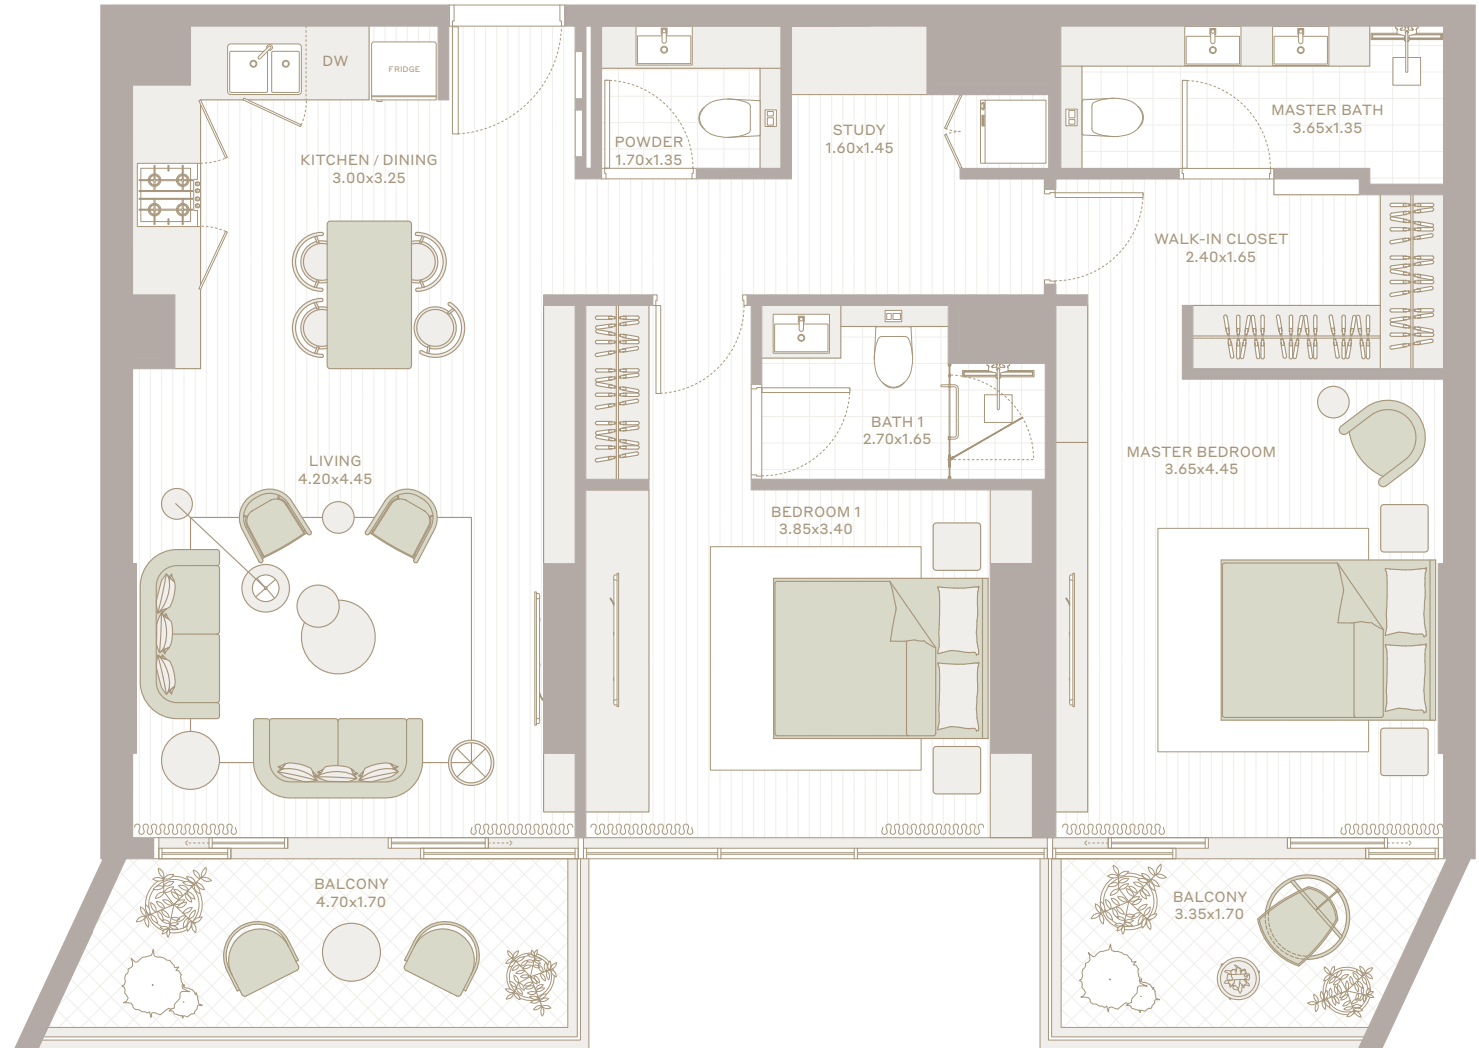 DW
FRIDGE
KITCHEN / DINING
3.00x3.25
POWDER
1.70x1.35
STUDY
1.60x1.45
MASTER BATH
3.65x1.35
WALK-IN CLOSET
2.40x1.65
LIVING
4.20x4.45
BATH 1
2.70x1.65
MASTER BEDROOM
3.65x4.45
BEDROOM 1
3.85x3.40
BALCONY
4.70x1.70
BALCONY
3.35x1.70